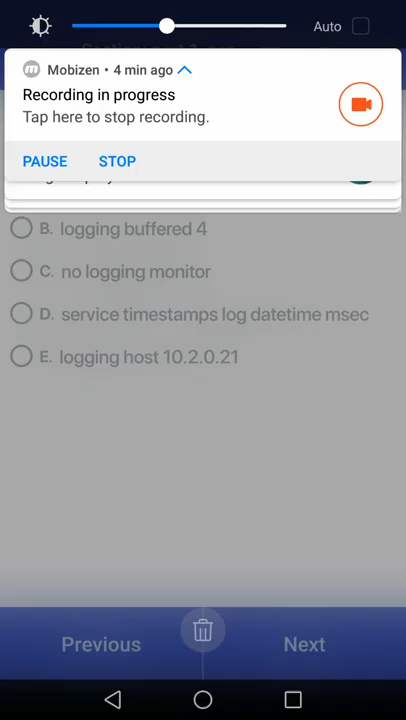 Auto
Mobizen • 4 min ago
Recording in progress
Tap here to stop recording.
PAUSE STOP
B. logging buffered 4
C. no logging monitor
D. service timestamps log datetime msec
E. logging host 10.2.0.21
Previous Next